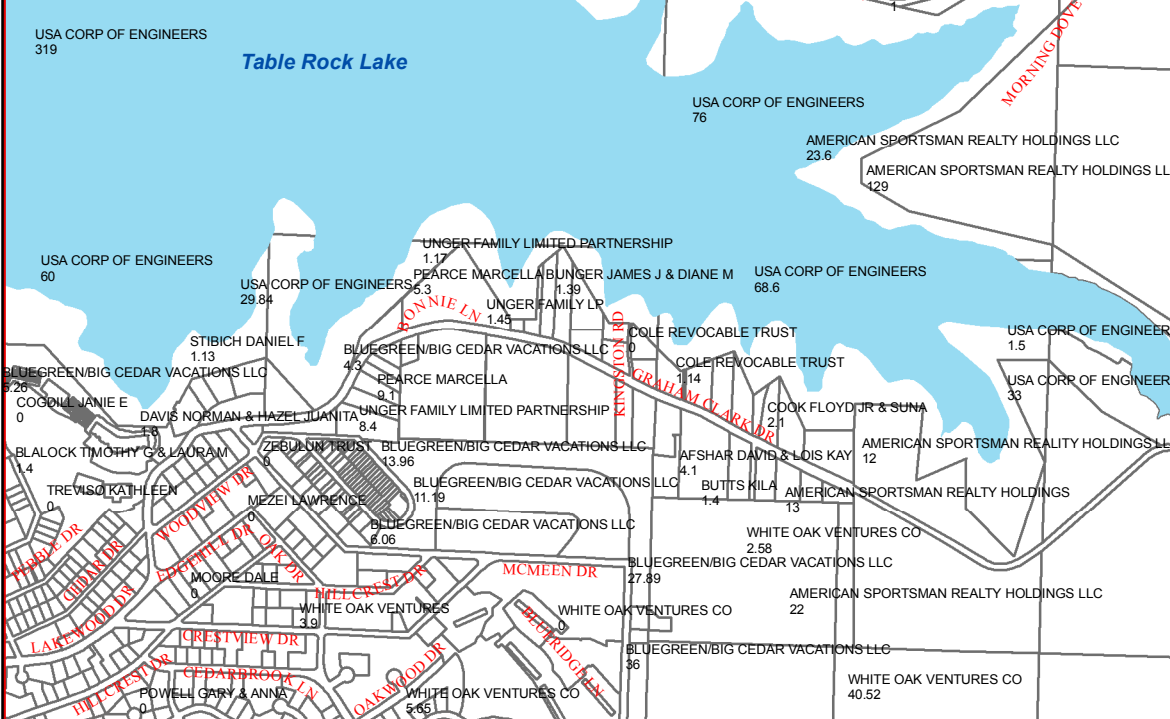 1
USA CORP OF ENGINEERS
319
Table Rock Lake
MORNING DOVE
USA CORP OF ENGINEERS
76
AMERICAN SPORTSMAN REALTY HOLDINGS LLC
23.6
AMERICAN SPORTSMAN REALTY HOLDINGS LL
129
UNGER FAMILY LIMITED PARTNERSHIP
1.17
USA CORP OF ENGINEERS
60
USA CORP OF ENGINEERS
29.84
PEARCE MARCELLA B
5.3
UNGER JAMES J & DIANE M
1.39
USA CORP OF ENGINEERS
68.6
UNGER FAMILY LP
1.45
BONNIE LN
KINGSTON RD
COLE REVOCABLE TRUST
0
USA CORP OF ENGINEER
1.5
STIBICH DANIEL F
1.13
BLUEGREEN/BIG CEDAR VACATIONS LLC
4.3
COLE REVOCABLE TRUST
1.14
GRAHAM CLARK DR
BLUEGREEN/BIG CEDAR VACATIONS LLC
5.26
PEARCE MARCELLA
9.1
USA CORP OF ENGINEER
33
COGDILL JANIE E
0
DAVIS NORMAN & HAZEL JUANITA
1.8
UNGER FAMILY LIMITED PARTNERSHIP
8.4
COOK FLOYD JR & SUNA
2.1
BLALOCK TIMOTHY G & LAURA M
1.4
ZEBULUN TRUST
0
BLUEGREEN/BIG CEDAR VACATIONS LLC
13.96
AFSHAR DAVID & LOIS KAY
4.1
AMERICAN SPORTSMAN REALITY HOLDINGS LL
12
TREVISO KATHLEEN
0
WOODVIEW DR
MEZEI LAWRENCE
0
BLUEGREEN/BIG CEDAR VACATIONS LLC
11.19
BUTTS KILA
1.4
AMERICAN SPORTSMAN REALTY HOLDINGS
13
BLUEGREEN/BIG CEDAR VACATIONS LLC
6.06
WHITE OAK VENTURES CO
2.58
PEBBLE DR
CEDAR DR
EDGEHILL DR
OAK DR
MOORE DALE
0
HILLCREST DR
MCMEEN DR
BLUEGREEN/BIG CEDAR VACATIONS LLC
27.89
AMERICAN SPORTSMAN REALTY HOLDINGS LLC
22
WHITE OAK VENTURES
3.9
WHITE OAK VENTURES CO
0
LAKEWOOD DR
CRESTVIEW DR
BLUERIDGE LN
BLUEGREEN/BIG CEDAR VACATIONS LLC
36
HILLCREST DR
CEDARBROOK LN
OAKWOOD DR
WHITE OAK VENTURES CO
40.52
POWELL GARY & ANNA
0
WHITE OAK VENTURES CO
5.65